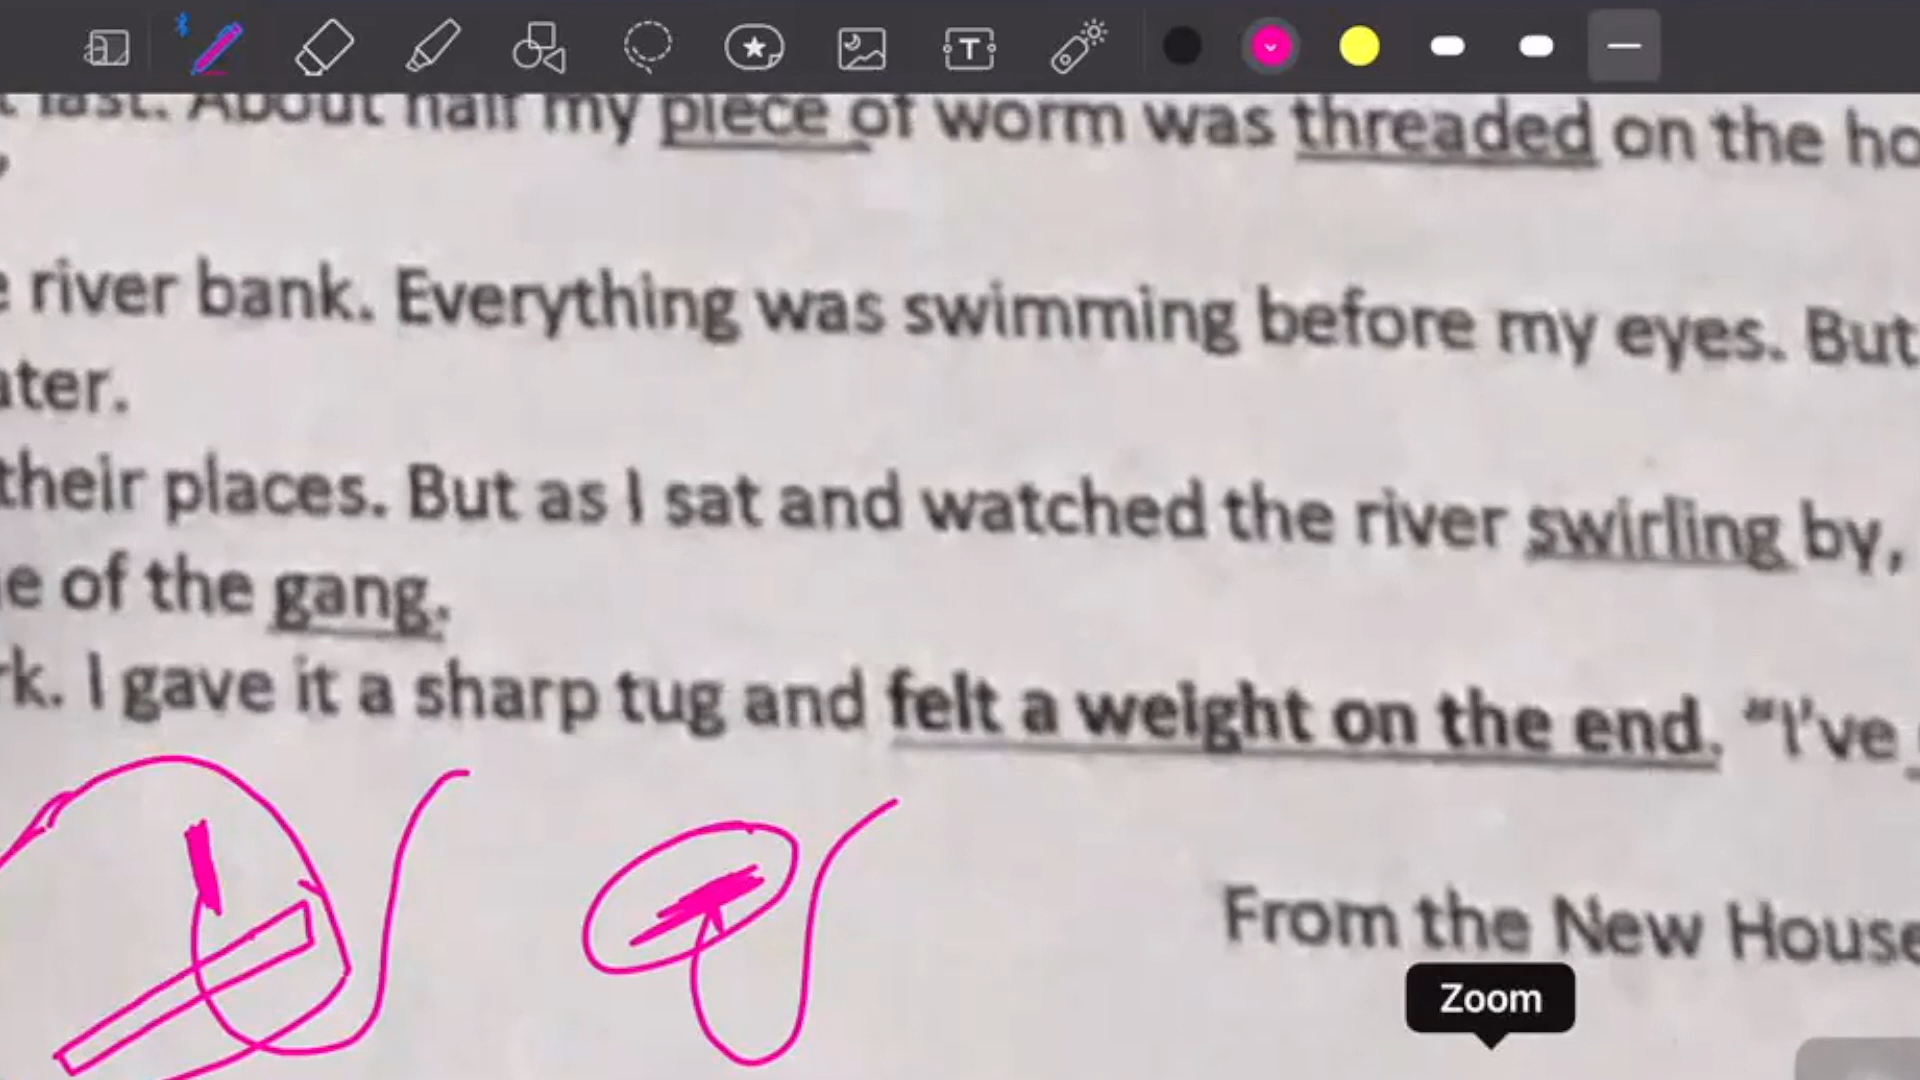 last. About half my piece of worm was threaded on the
river bank. Everything was swimming before my eyes. But
their places. But as I sat and watched the river swirling by,
of the gang.
I gave it a sharp tug and felt a weight on the end. "I've
From the New House
Zoom